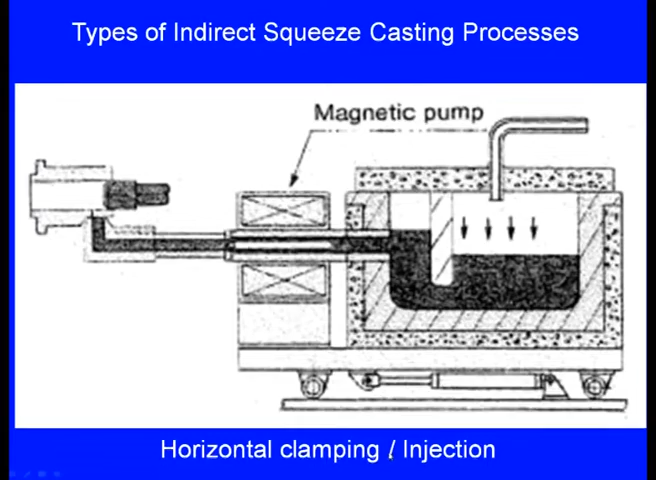 Types of Indirect Squeeze Casting Processes
Magnetic pump
Horizontal clamping / Injection